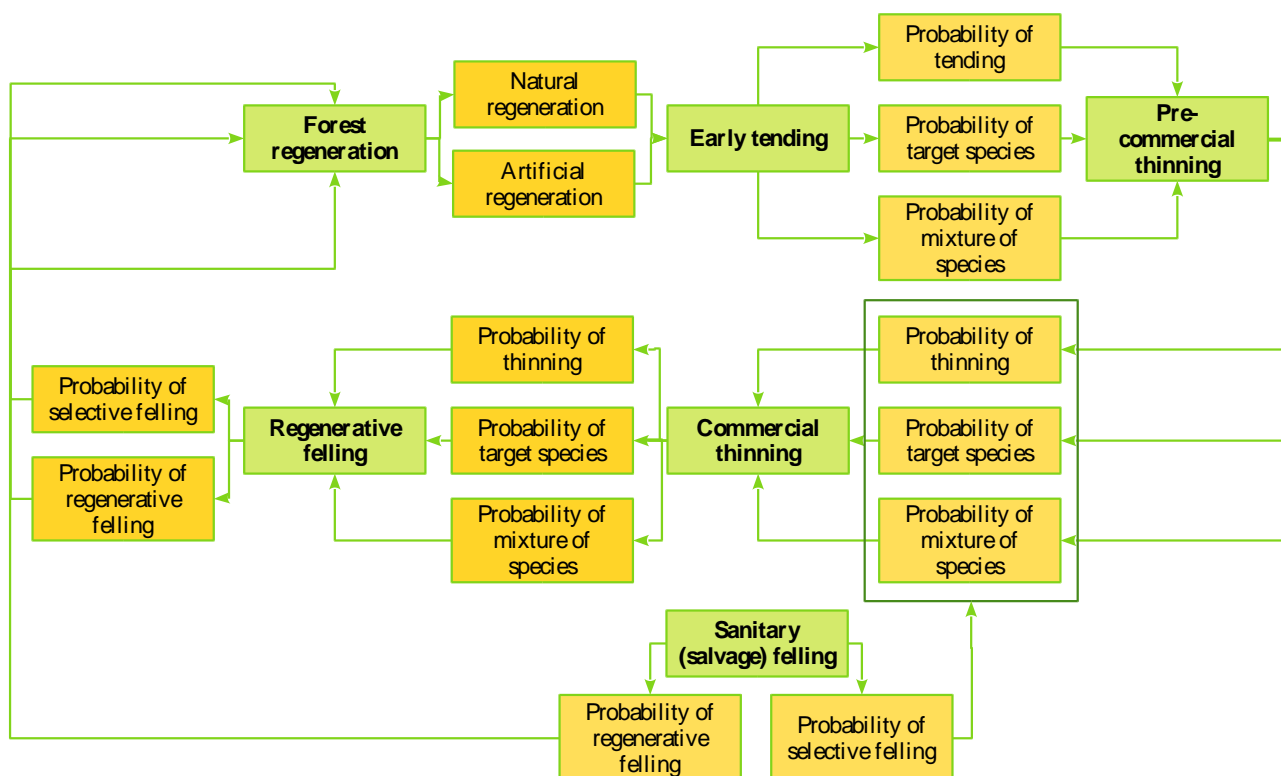 Probability of
tending
Natural
regeneration
Forest
regeneration
Early tending
Probability of
target species
Pre-
commercial
thinning
Artificial
regeneration
Probability of
mixture of
species
Probability of
selective felling
Probability of
regenerative
felling
Regenerative
felling
Probability of
thinning
Probability of
target species
Probability of
mixture of
species
Commercial
thinning
Probability of
thinning
Probability of
target species
Probability of
mixture of
species
Sanitary
(salvage) felling
Probability of
regenerative
felling
Probability of
selective felling